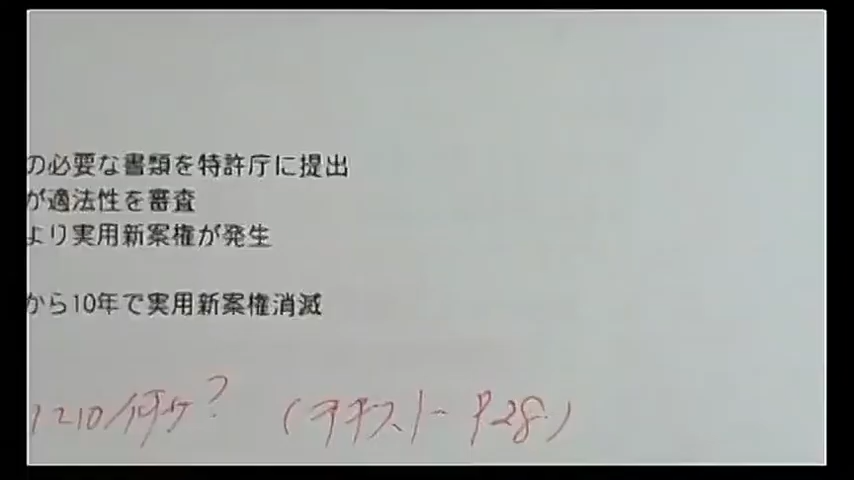 の必要な書類を特許庁に提出
が適法性を審査
より実用新案権が発生
から10年で実用新案権消滅
(テキスト P28)